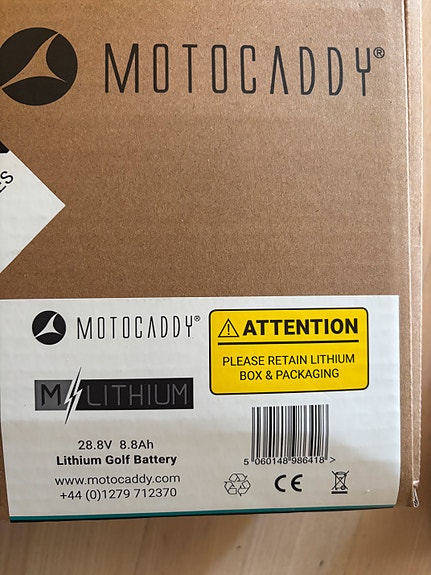 MOTOCADDY®
ES
MOTOCADDY®
⚠ ATTENTION
PLEASE RETAIN LITHIUM
BOX & PACKAGING
M LITHIUM
28.8V 8.8Ah
Lithium Golf Battery
www.motocaddy.com
+44 (0)1279 712370
5 060148 986418 >
CE